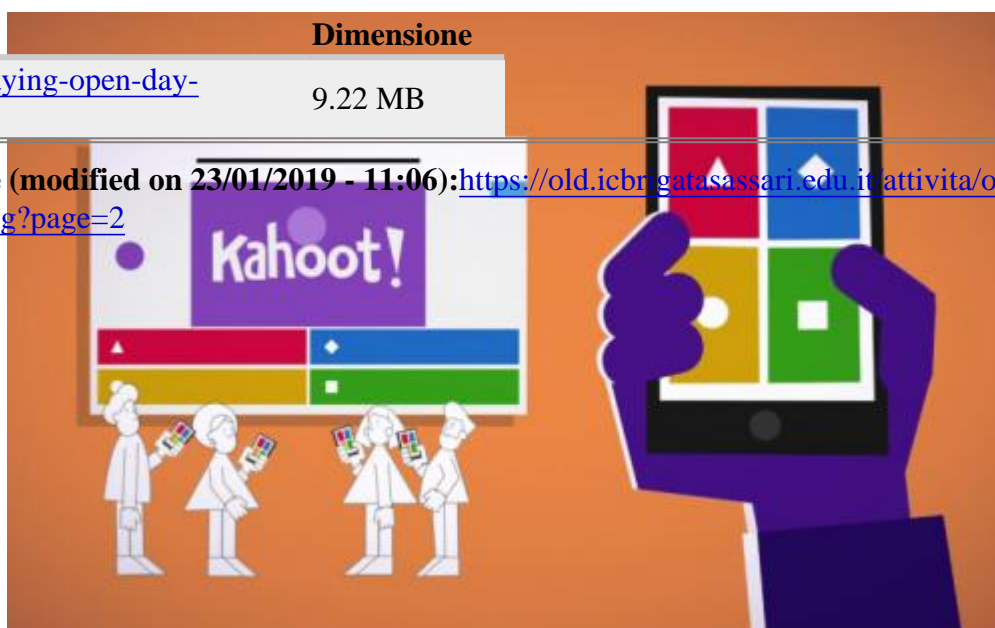 Dimensione
ying-open-day-
9.22 MB
(modified on 23/01/2019 - 11:06):https://old.icbrigatasassari.edu.it/attivita/o
g?page=2
Kahoot!